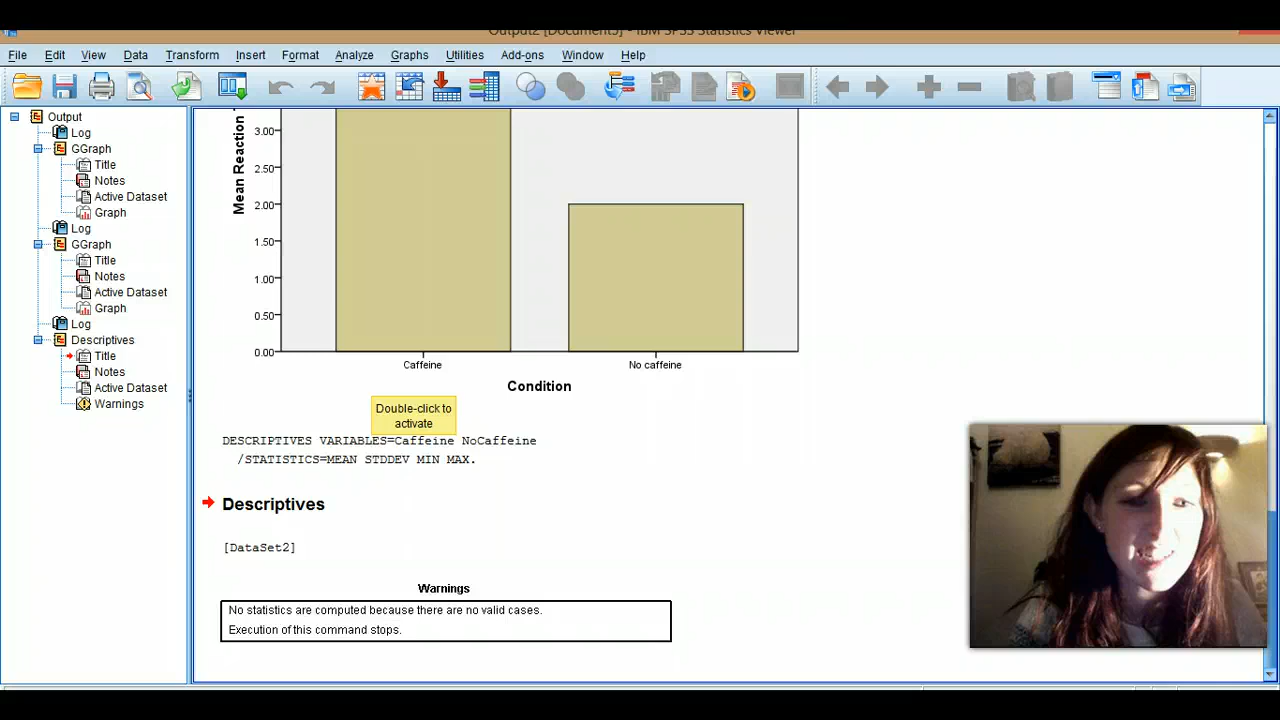 Output2 [Document3] - IBM SPSS Statistics Viewer
File Edit View Data Transform Insert Format Analyze Graphs Utilities Add-ons Window Help
Output
Log
GGraph
Title
Notes
Active Dataset
Graph
Log
GGraph
Title
Notes
Active Dataset
Graph
Log
Descriptives
Title
Notes
Active Dataset
Warnings
Mean Reaction
3.00
2.50
2.00
1.50
1.00
0.50
0.00
Caffeine No caffeine
Condition
Double-click to
activate
DESCRIPTIVES VARIABLES=Caffeine NoCaffeine
/STATISTICS=MEAN STDDEV MIN MAX.
Descriptives
[DataSet2]
Warnings
No statistics are computed because there are no valid cases.
Execution of this command stops.